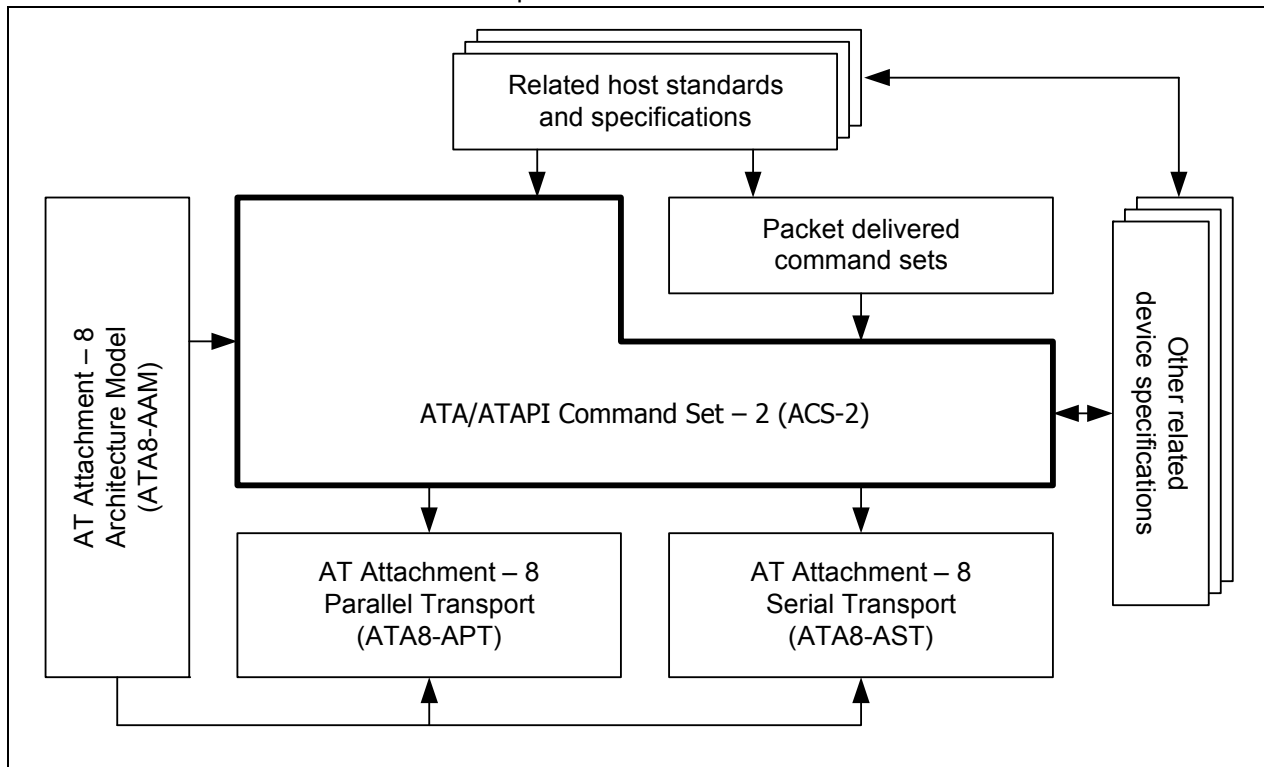 Related host standards
and specifications
Packet delivered
command sets
AT Attachment – 8
Architecture Model
(ATA8-AAM)
ATA/ATAPI Command Set – 2 (ACS-2)
Other related
device specifications
AT Attachment – 8
Parallel Transport
(ATA8-APT)
AT Attachment – 8
Serial Transport
(ATA8-AST)